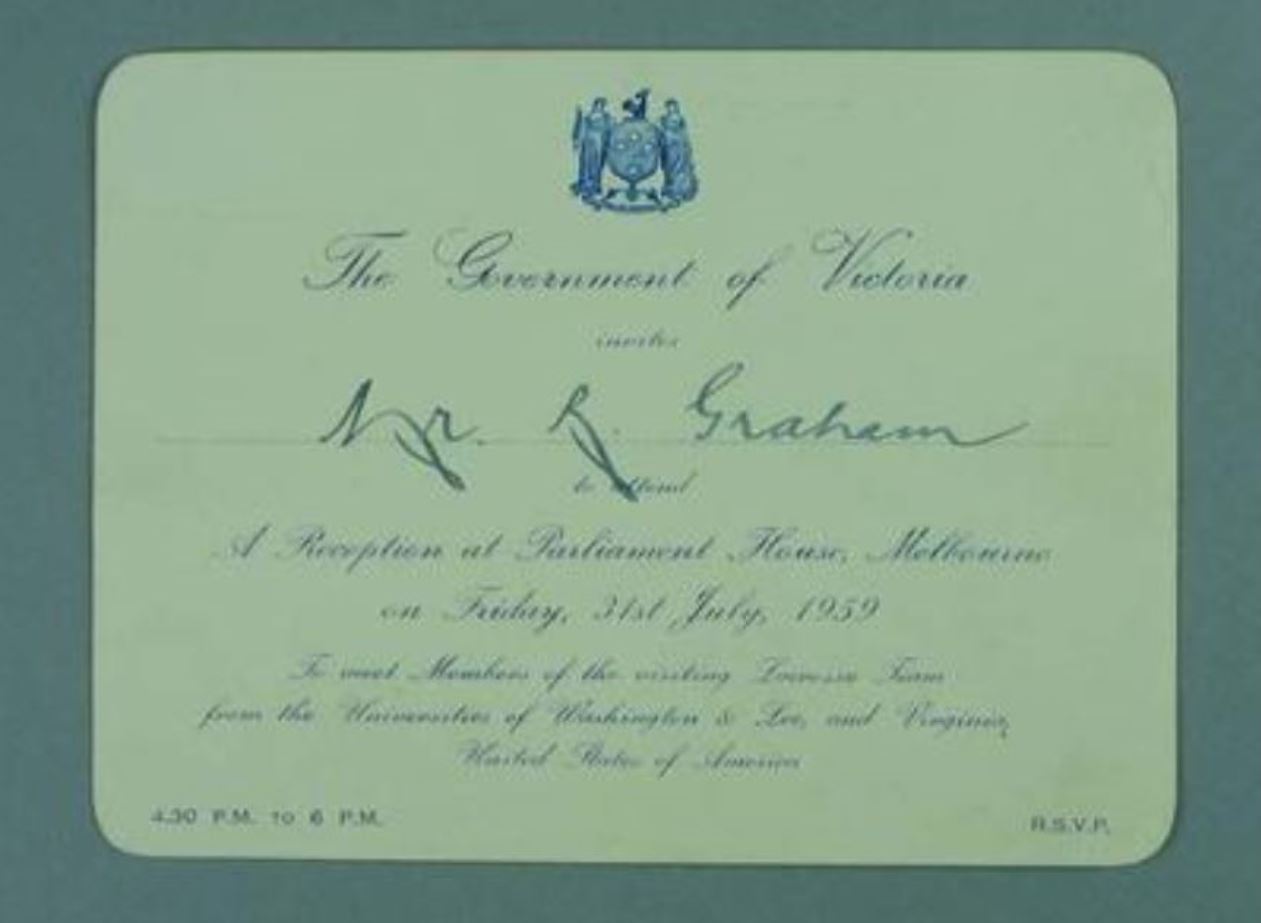 The Government of Victoria
invites
Mr. R. Graham
to attend
A Reception at Parliament House, Melbourne
on Friday, 31st July, 1959
To meet Members of the visiting Lacrosse Team
from the Universities of Washington & Lee, and Virginia,
United States of America
4.30 P.M. TO 6 P.M.
R.S.V.P.